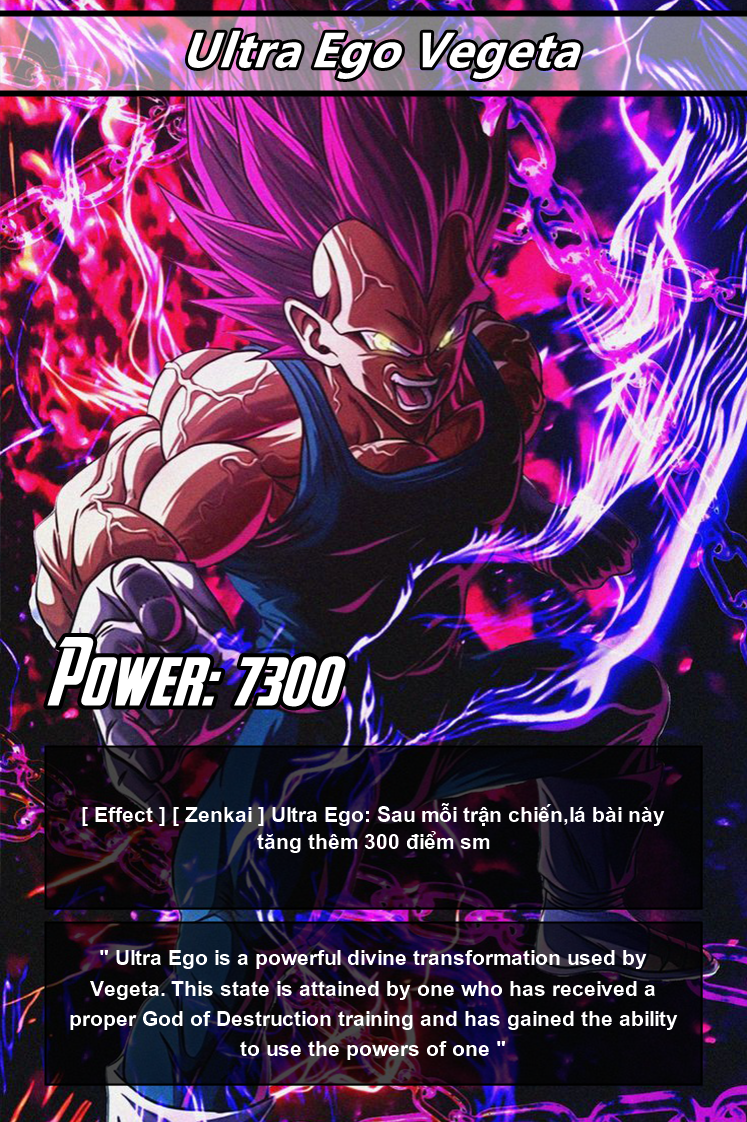 Ultra Ego Vegeta
Power: 7300
[ Effect ] [ Zenkai ] Ultra Ego: Sau mỗi trận chiến,lá bài này
tăng thêm 300 điểm sm
" Ultra Ego is a powerful divine transformation used by
Vegeta. This state is attained by one who has received a
proper God of Destruction training and has gained the ability
to use the powers of one "